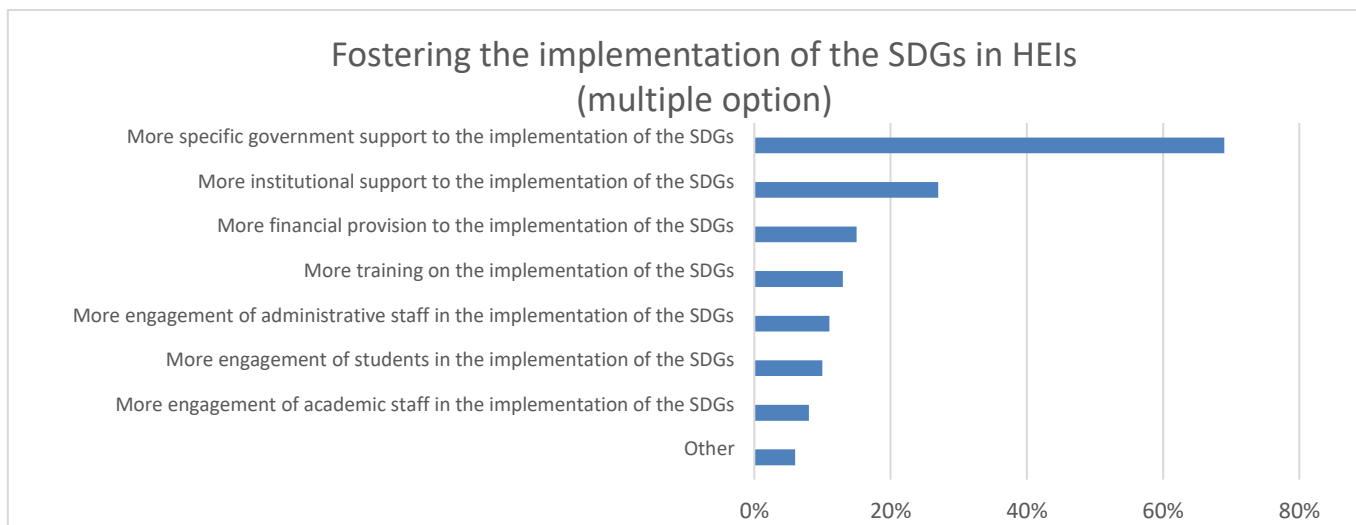 Fostering the implementation of the SDGs in HEIs
(multiple option)
More specific government support to the implementation of the SDGs
More institutional support to the implementation of the SDGs
More financial provision to the implementation of the SDGs
More training on the implementation of the SDGs
More engagement of administrative staff in the implementation of the SDGs
More engagement of students in the implementation of the SDGs
More engagement of academic staff in the implementation of the SDGs
Other
0% 20% 40% 60% 80%